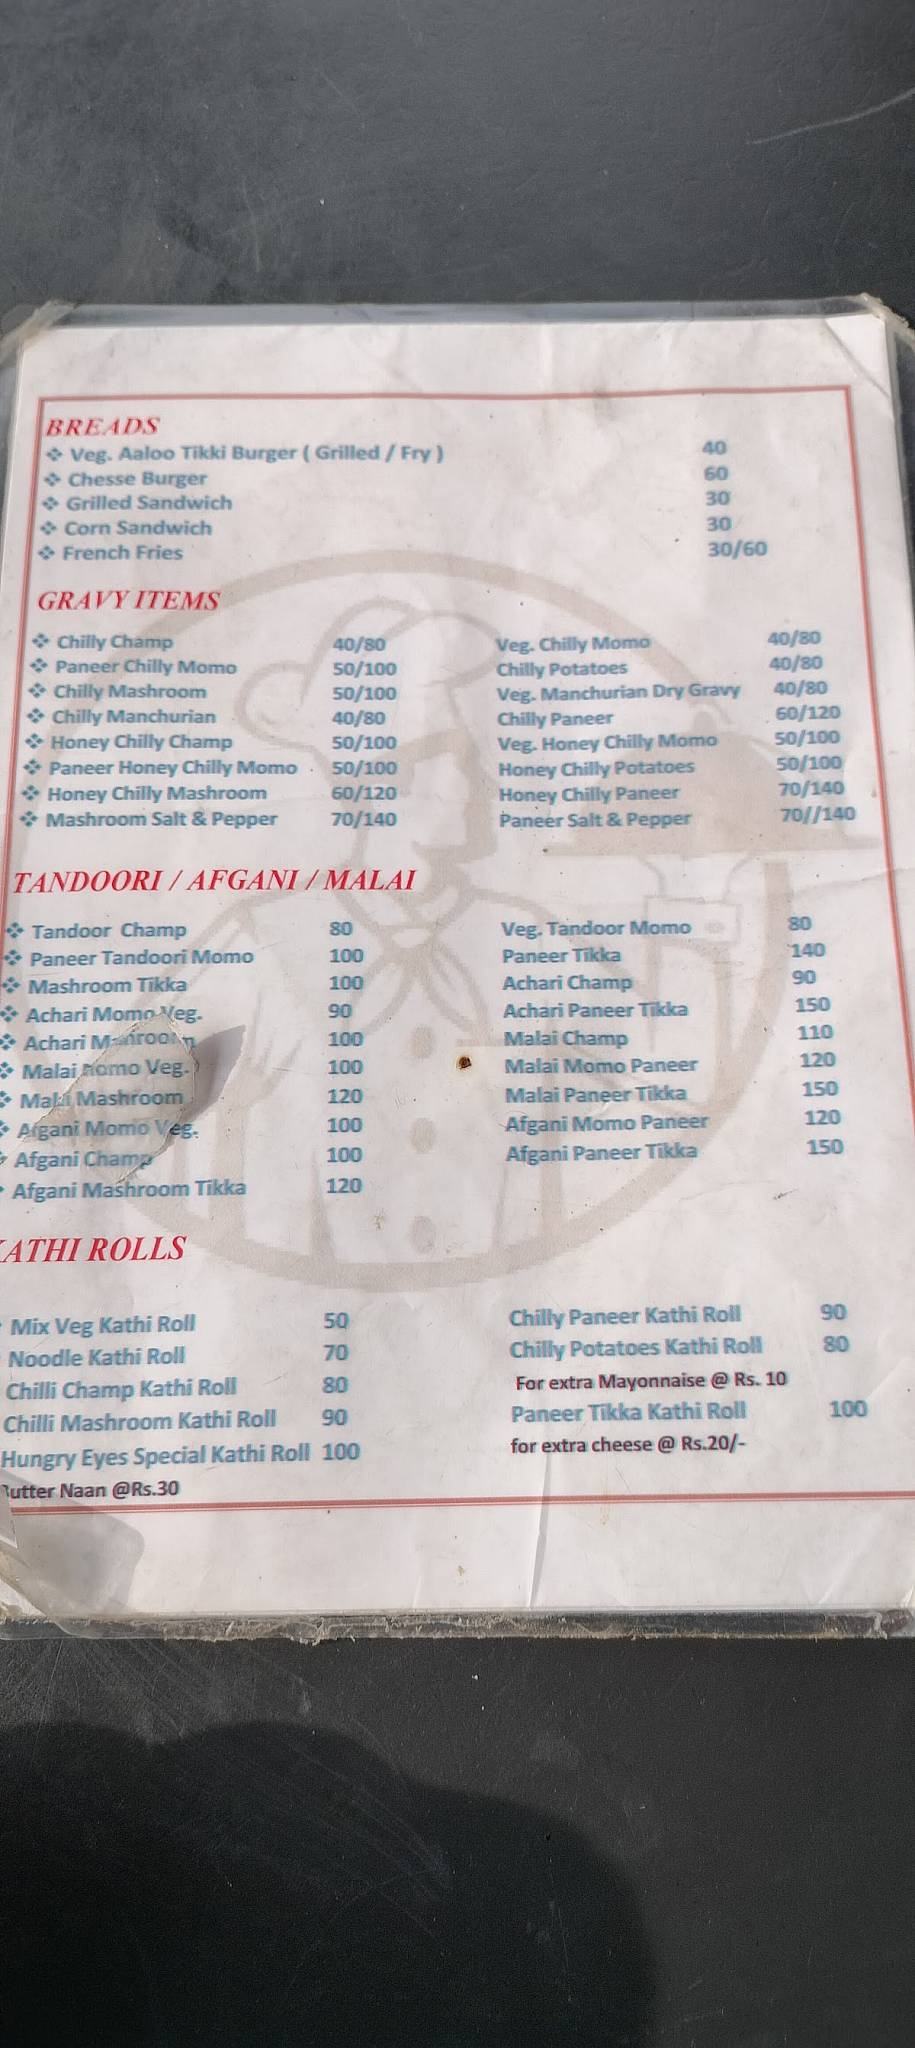 BREADS
Veg. Aaloo Tikki Burger ( Grilled / Fry ) 40
Chesse Burger 60
Grilled Sandwich 30
Corn Sandwich 30
French Fries 30/60
GRAVY ITEMS
Chilly Champ 40/80 Veg. Chilly Momo 40/80
Paneer Chilly Momo 50/100 Chilly Potatoes 40/80
Chilly Mashroom 50/100 Veg. Manchurian Dry Gravy 40/80
Chilly Manchurian 40/80 Chilly Paneer 60/120
Honey Chilly Champ 50/100 Veg. Honey Chilly Momo 50/100
Paneer Honey Chilly Momo 50/100 Honey Chilly Potatoes 50/100
Honey Chilly Mashroom 60/120 Honey Chilly Paneer 70/140
Mashroom Salt & Pepper 70/140 Paneer Salt & Pepper 70//140
TANDOORI / AFGANI / MALAI
Tandoor Champ 80 Veg. Tandoor Momo 80
Paneer Tandoori Momo 100 Paneer Tikka 140
Mashroom Tikka 100 Achari Champ 90
Achari Momo Veg. 90 Achari Paneer Tikka 150
Achari Mashroom 100 Malai Champ 110
Malai momo Veg. 100 Malai Momo Paneer 120
Malai Mashroom 120 Malai Paneer Tikka 150
Afgani Momo Veg. 100 Afgani Momo Paneer 120
Afgani Champ 100 Afgani Paneer Tikka 150
Afgani Mashroom Tikka 120
KATHI ROLLS
Mix Veg Kathi Roll 50 Chilly Paneer Kathi Roll 90
Noodle Kathi Roll 70 Chilly Potatoes Kathi Roll 80
Chilli Champ Kathi Roll 80 For extra Mayonnaise @ Rs. 10
Chilli Mashroom Kathi Roll 90 Paneer Tikka Kathi Roll 100
Hungry Eyes Special Kathi Roll 100 for extra cheese @ Rs.20/-
Butter Naan @Rs.30